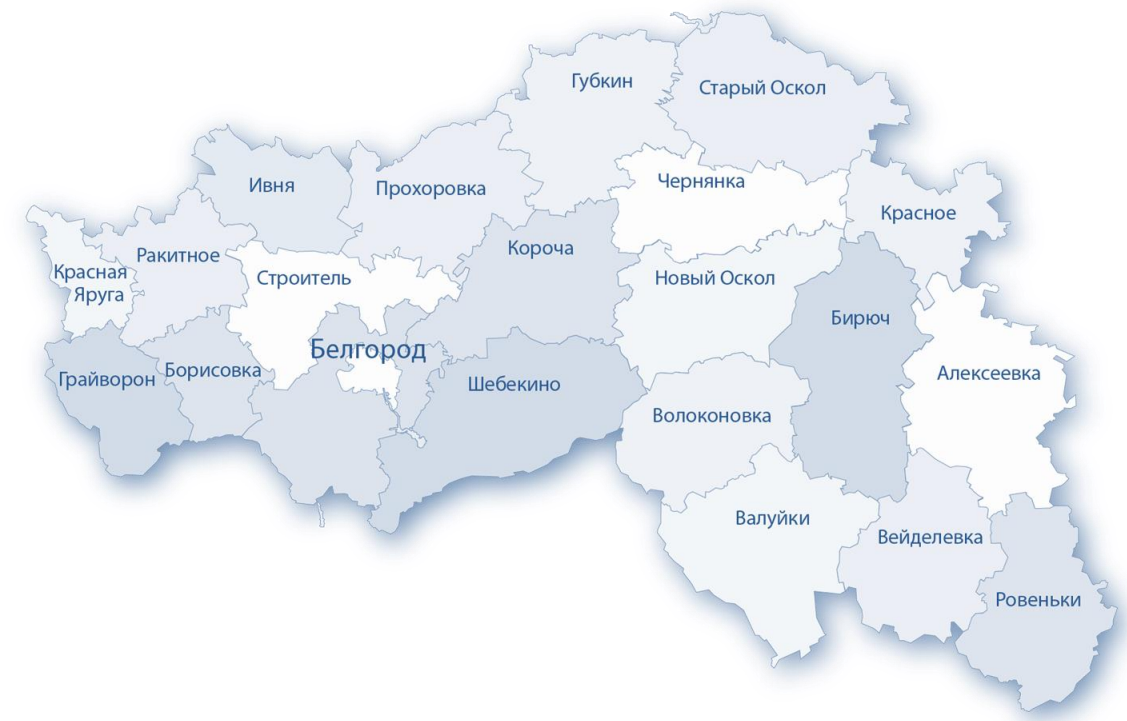 Губкин
Старый Оскол
Ивня
Прохоровка
Чернянка
Красное
Ракитное
Короча
Красная
Яруга
Строитель
Новый Оскол
Бирюч
Белгород
Грайворон
Борисовка
Шебекино
Алексеевка
Волоконовка
Валуйки
Вейделевка
Ровеньки